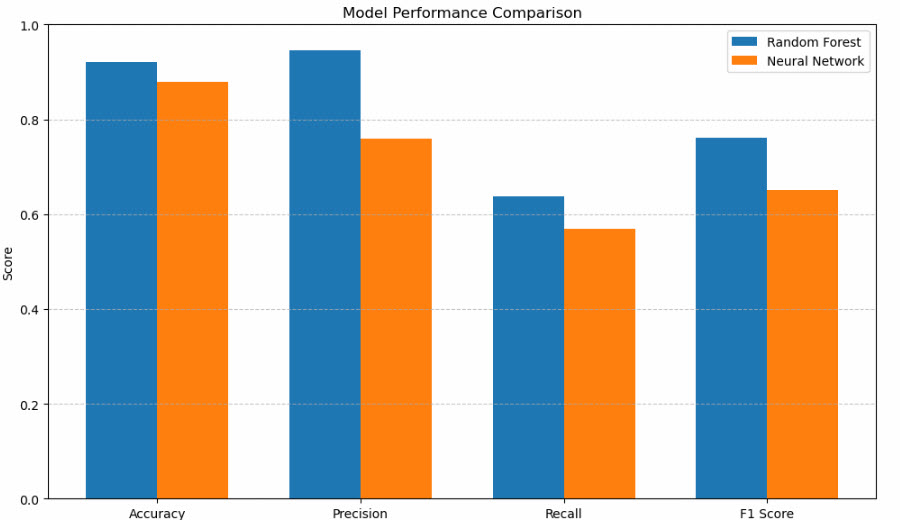 Model Performance Comparison
1.0
0.8
0.6
0.4
0.2
0.0
Score
Random Forest
Neural Network
Accuracy Precision Recall F1 Score